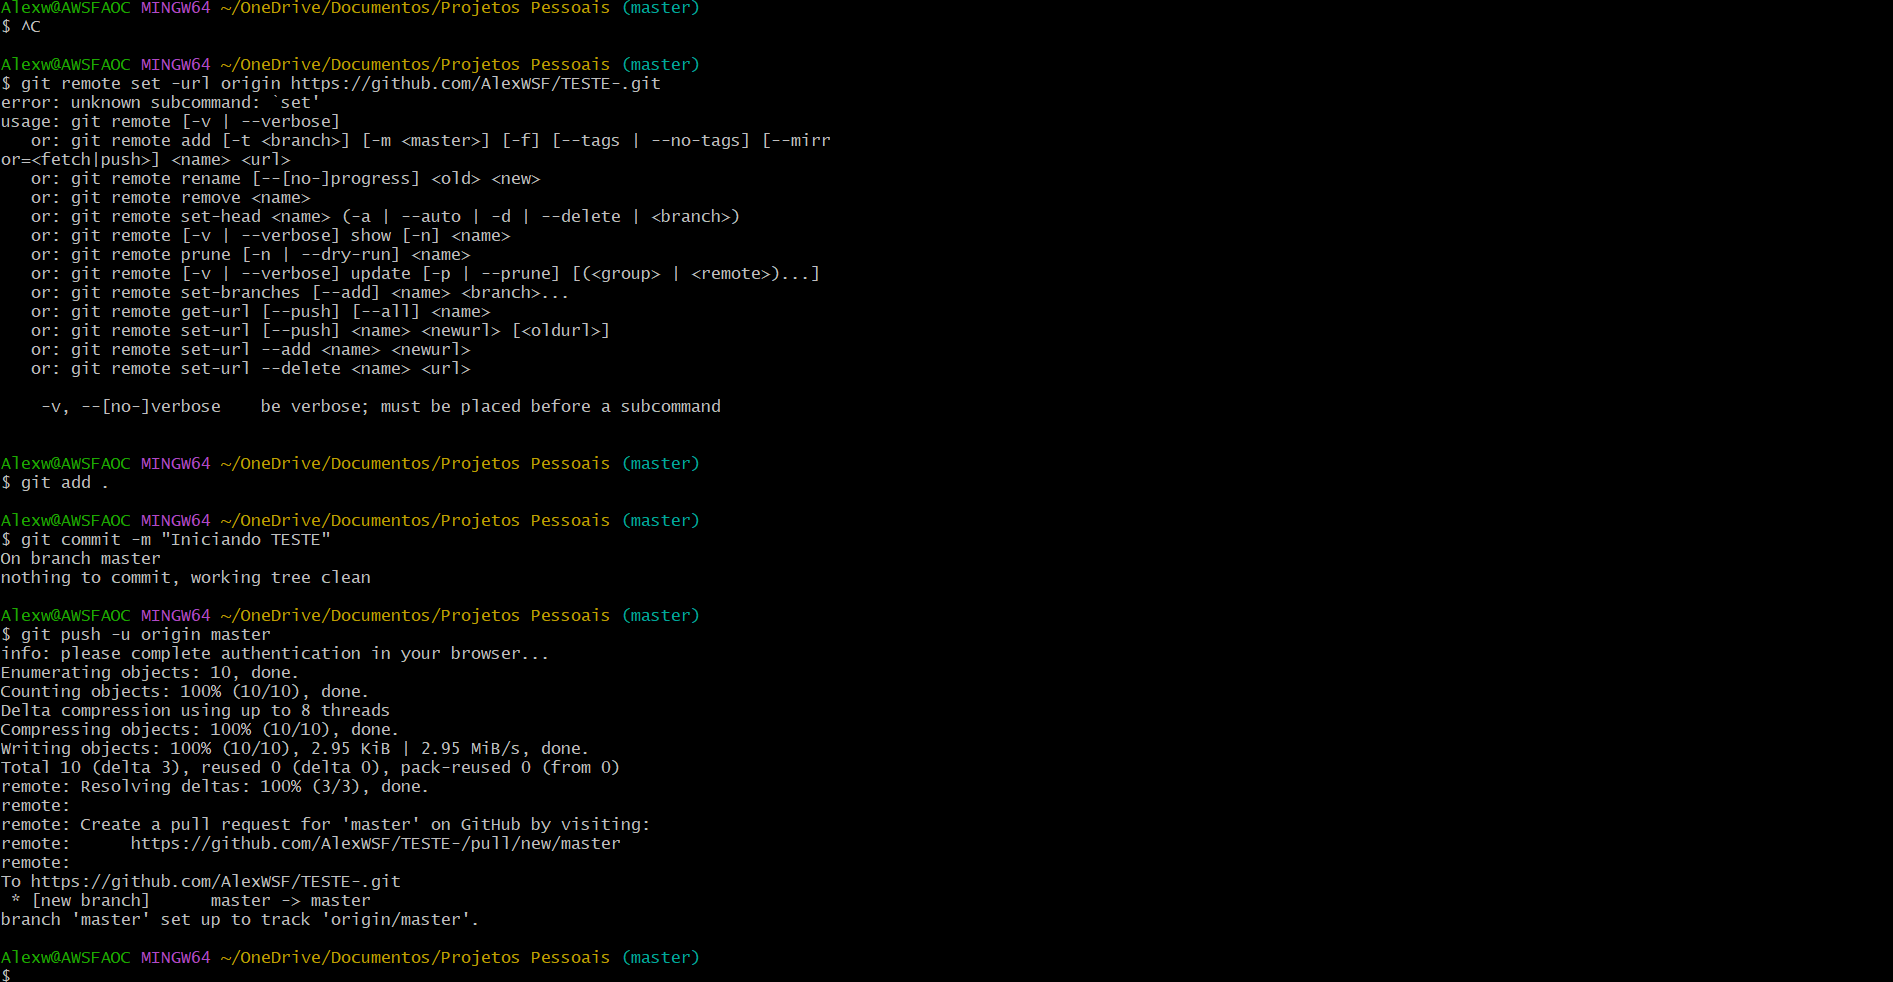 Alexw@AWSFAOC MINGW64 ~/OneDrive/Documentos/Projetos Pessoais (master)
$ ^C
Alexw@AWSFAOC MINGW64 ~/OneDrive/Documentos/Projetos Pessoais (master)
$ git remote set -url origin https://github.com/AlexWSF/TESTE-.git
error: unknown subcommand: `set'
usage: git remote [-v | --verbose]
   or: git remote add [-t <branch>] [-m <master>] [-f] [--tags | --no-tags] [--mirr
or=<fetch|push>] <name> <url>
   or: git remote rename [--[no-]progress] <old> <new>
   or: git remote remove <name>
   or: git remote set-head <name> (-a | --auto | -d | --delete | <branch>)
   or: git remote [-v | --verbose] show [-n] <name>
   or: git remote prune [-n | --dry-run] <name>
   or: git remote [-v | --verbose] update [-p | --prune] [(<group> | <remote>)...]
   or: git remote set-branches [--add] <name> <branch>...
   or: git remote get-url [--push] [--all] <name>
   or: git remote set-url [--push] <name> <newurl> [<oldurl>]
   or: git remote set-url --add <name> <newurl>
   or: git remote set-url --delete <name> <url>
    -v, --[no-]verbose    be verbose; must be placed before a subcommand
Alexw@AWSFAOC MINGW64 ~/OneDrive/Documentos/Projetos Pessoais (master)
$ git add .
Alexw@AWSFAOC MINGW64 ~/OneDrive/Documentos/Projetos Pessoais (master)
$ git commit -m "Iniciando TESTE"
On branch master
nothing to commit, working tree clean
Alexw@AWSFAOC MINGW64 ~/OneDrive/Documentos/Projetos Pessoais (master)
$ git push -u origin master
info: please complete authentication in your browser...
Enumerating objects: 10, done.
Counting objects: 100% (10/10), done.
Delta compression using up to 8 threads
Compressing objects: 100% (10/10), done.
Writing objects: 100% (10/10), 2.95 KiB | 2.95 MiB/s, done.
Total 10 (delta 3), reused 0 (delta 0), pack-reused 0 (from 0)
remote: Resolving deltas: 100% (3/3), done.
remote:
remote: Create a pull request for 'master' on GitHub by visiting:
remote:      https://github.com/AlexWSF/TESTE-/pull/new/master
remote:
To https://github.com/AlexWSF/TESTE-.git
 * [new branch]      master -> master
branch 'master' set up to track 'origin/master'.
Alexw@AWSFAOC MINGW64 ~/OneDrive/Documentos/Projetos Pessoais (master)
$